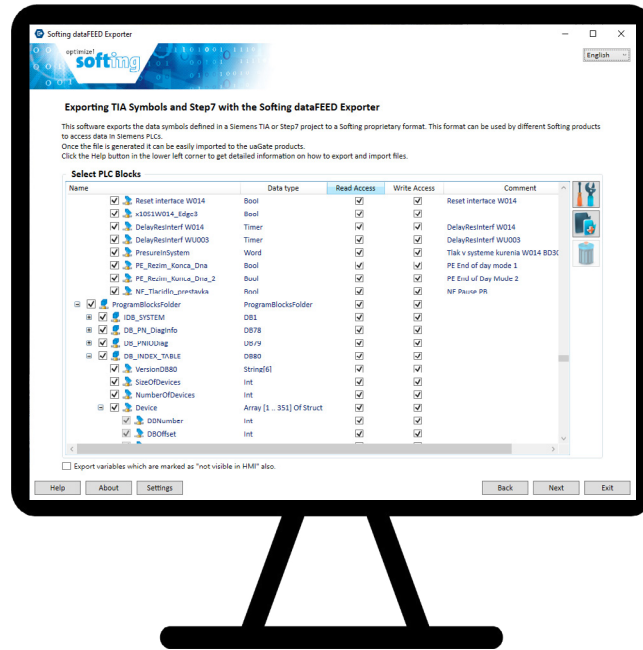 Softing dataFEED Exporter
optimize!
softing
English
Exporting TIA Symbols and Step7 with the Softing dataFEED Exporter
This software exports the data symbols defined in a Siemens TIA or Step7 project to a Softing proprietary format. This format can be used by different Softing products
to access data in Siemens PLCs.
Once the file is generated it can be easily imported to the uaGate products.
Click the Help button in the lower left corner to get detailed information on how to export and import files.
Select PLC Blocks
Name Data type Read Access Write Access Comment
Reset interface W014 Bool Reset interface W014
x10S1W014_Edge3 Bool
DelayResInterf W014 Timer DelayResInterf W014
DelayResInterf WU003 Timer DelayResInterf WU003
PresureInSystem Word Tlak v systeme kurenia W014 BD30
PE_Rezim_Konca_Dna Bool PE End of day mode 1
PE_Rezim_Konca_Dna_2 Bool PE End of Day Mode 2
NE_Tlacidlo_prestavka Bool NE Pause PB
ProgramBlocksFolder ProgramBlocksFolder
IDB_SYSTEM DB1
DB_PN_DiagInfo DB78
DB_PNIODiag DB79
DB_INDEX_TABLE DB80
VersionDB80 String[6]
SizeOfDevices Int
NumberOfDevices Int
Device Array [1 .. 351] Of Struct
DBNumber Int
DBOffset Int
Export variables which are marked as "not visible in HMI" also.
Help About Settings Back Next Exit